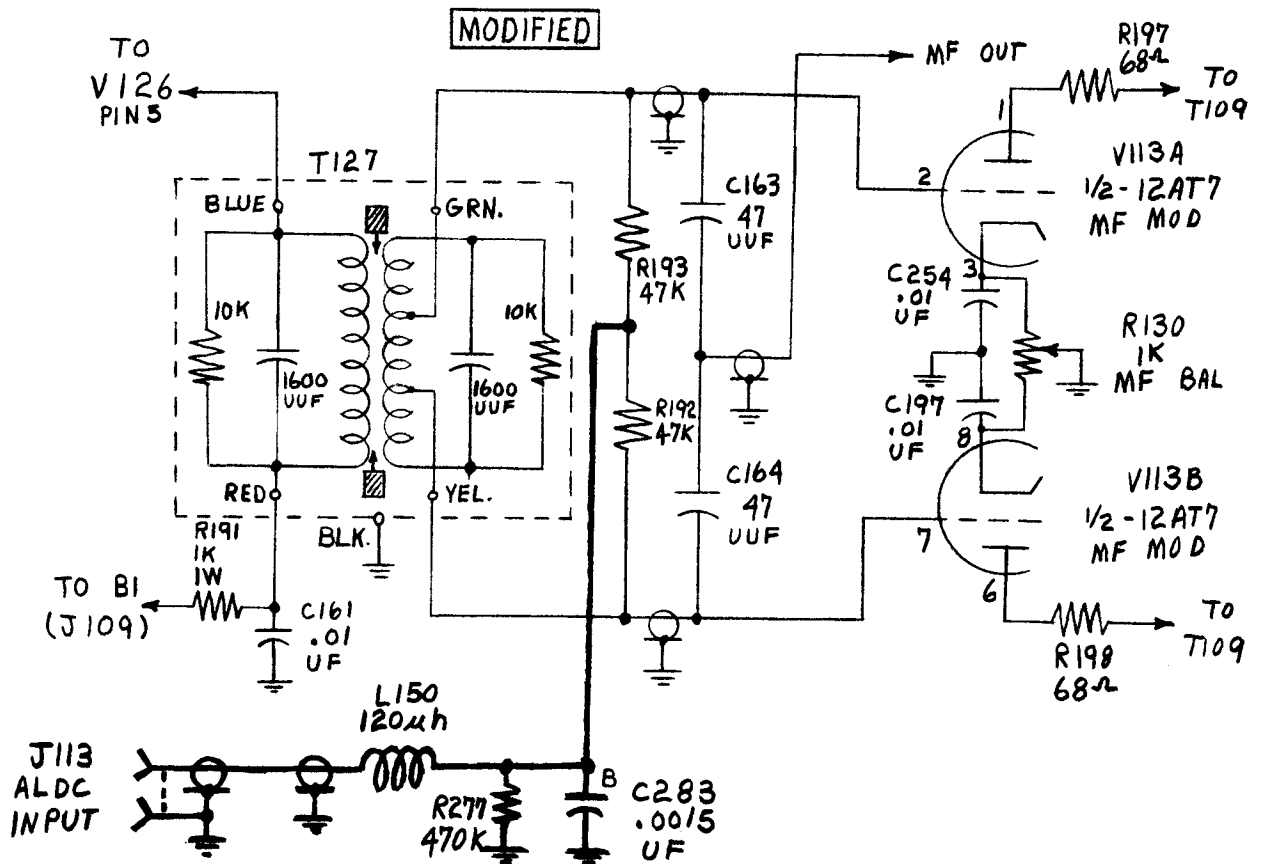 MODIFIED
TO
V126
PIN 5
MF OUT
R197
68Ω
TO
T109
T127
BLUE
GRN.
10K
1600
UUF
10K
1600
UUF
RED
YEL.
BLK.
R193
47K
C163
47
UUF
R192
47K
C164
47
UUF
1
2
3
V113A
1/2-12AT7
MF MOD
C254
.01
UF
R130
1K
MF BAL
C197
.01
UF
8
7
6
V113B
1/2-12AT7
MF MOD
R198
68Ω
TO
T109
R191
1K
1W
TO B1
(J109)
C161
.01
UF
L150
120μh
J113
ALDC
INPUT
R277
470K
B
C283
.0015
UF